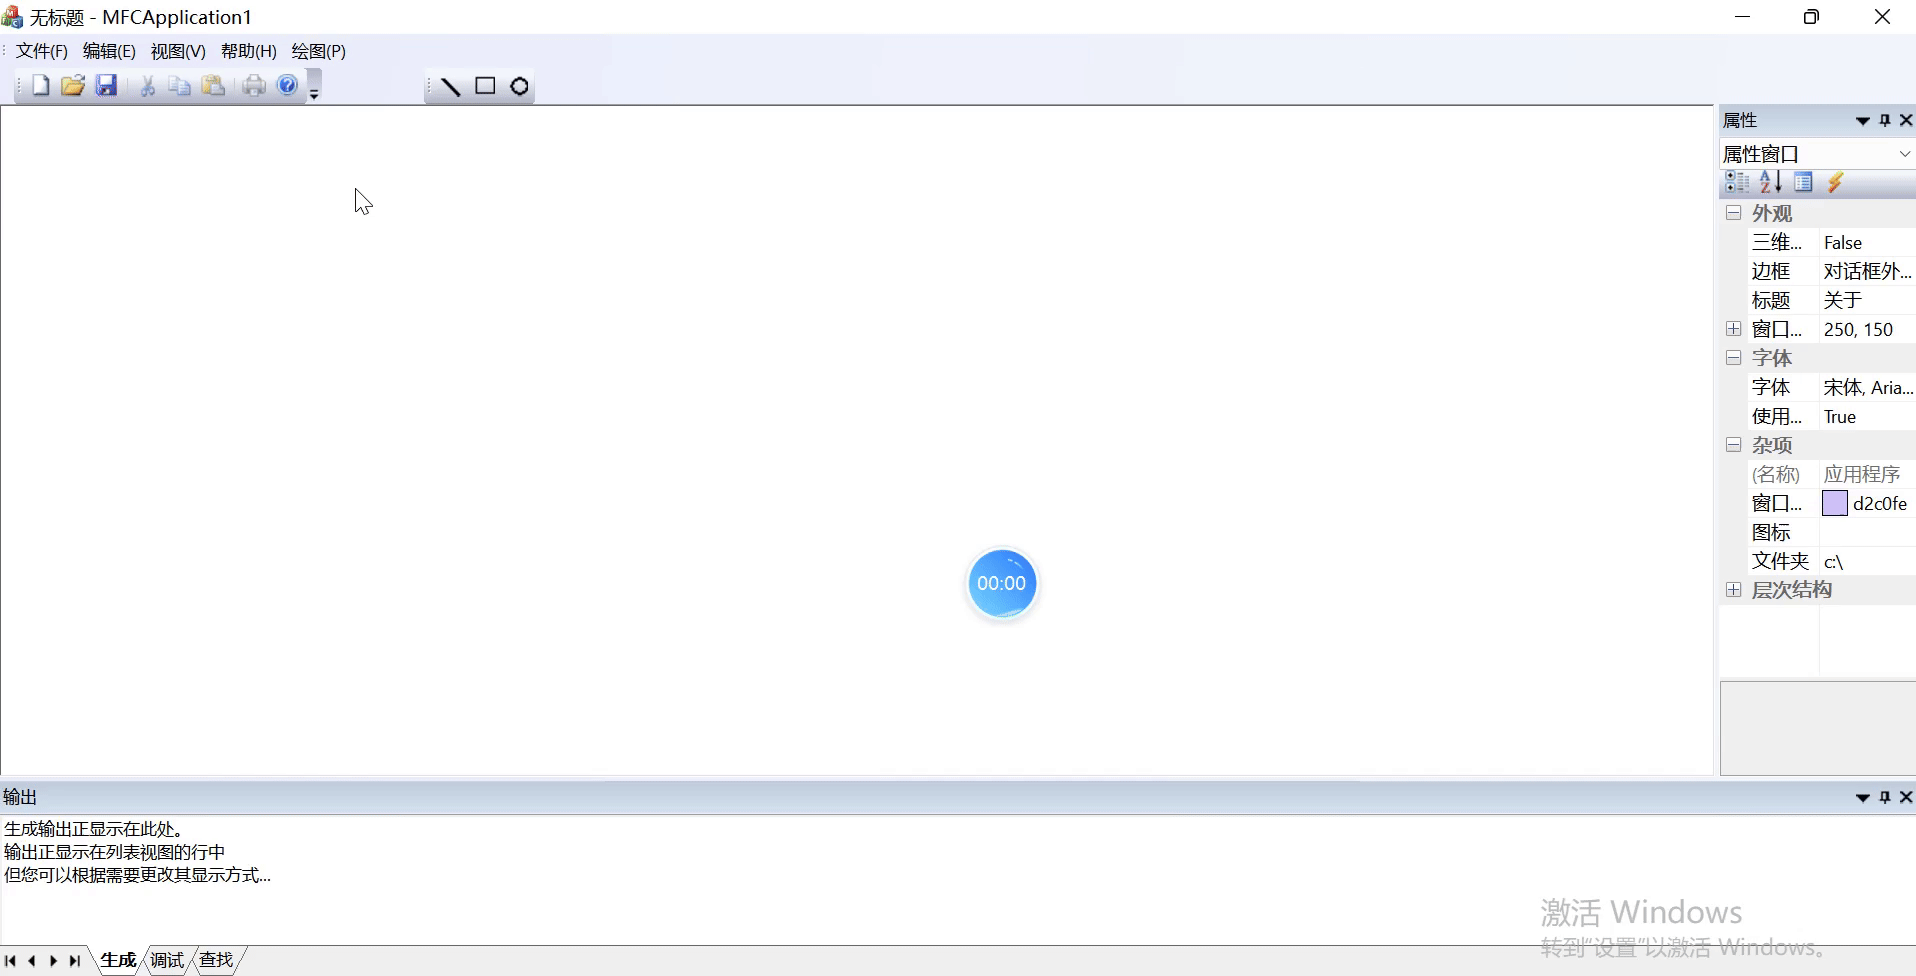 无标题 - MFCApplication1
文件(F) 编辑(E) 视图(V) 帮助(H) 绘图(P)
属性
属性窗口
外观
三维... False
边框 对话框外...
标题 关于
窗口... 250, 150
字体
字体 宋体, Aria...
使用... True
杂项
(名称) 应用程序
窗口... d2c0fe
图标
文件夹 c:\
层次结构
00:00
输出
生成输出正显示在此处。
输出正显示在列表视图的行中
但您可以根据需要更改其显示方式...
激活 Windows
转到"设置"以激活 Windows。
生成 调试 查找